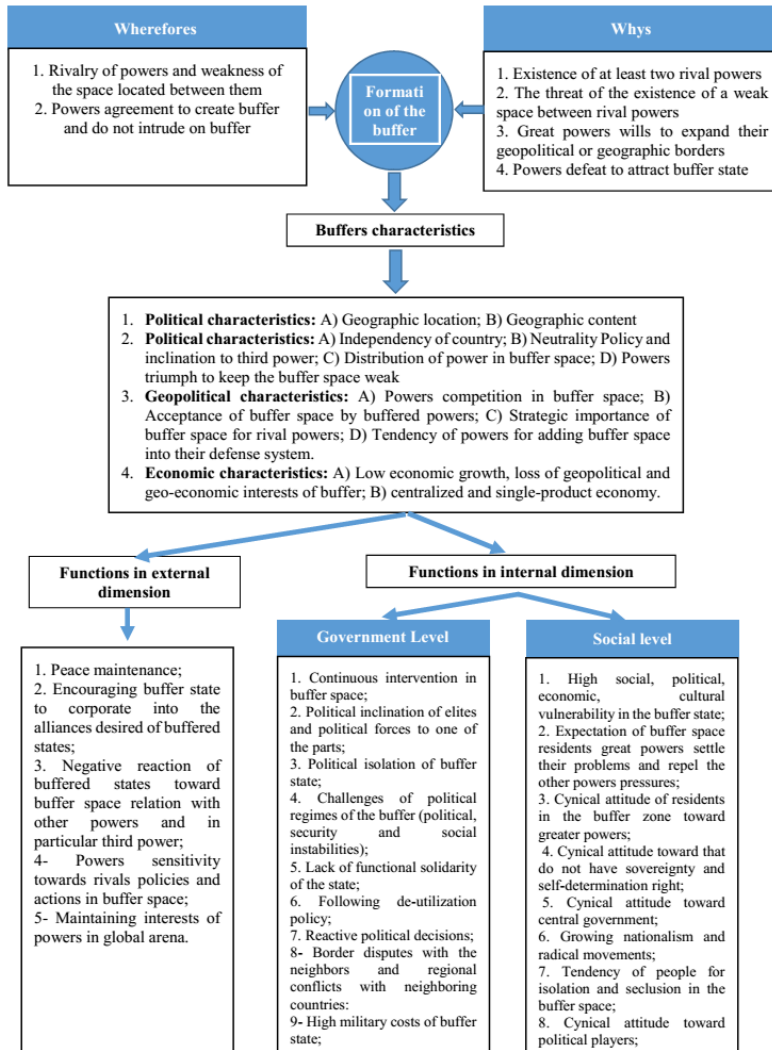 Wherefores
1. Rivalry of powers and weakness of
the space located between them
2. Powers agreement to create buffer
and do not intrude on buffer
Formati
on of the
buffer
Whys
1. Existence of at least two rival powers
2. The threat of the existence of a weak
space between rival powers
3. Great powers wills to expand their
geopolitical or geographic borders
4. Powers defeat to attract buffer state
Buffers characteristics
1. Political characteristics: A) Geographic location; B) Geographic content
2. Political characteristics: A) Independency of country; B) Neutrality Policy and
inclination to third power; C) Distribution of power in buffer space; D) Powers
triumph to keep the buffer space weak
3. Geopolitical characteristics: A) Powers competition in buffer space; B)
Acceptance of buffer space by buffered powers; C) Strategic importance of
buffer space for rival powers; D) Tendency of powers for adding buffer space
into their defense system.
4. Economic characteristics: A) Low economic growth, loss of geopolitical and
geo-economic interests of buffer; B) centralized and single-product economy.
Functions in external
dimension
1. Peace maintenance;
2. Encouraging buffer state
to corporate into the
alliances desired of buffered
states;
3. Negative reaction of
buffered states toward
buffer space relation with
other powers and in
particular third power;
4- Powers sensitivity
towards rivals policies and
actions in buffer space;
5- Maintaining interests of
powers in global arena.
Functions in internal dimension
Government Level
1. Continuous intervention in
buffer space;
2. Political inclination of elites
and political forces to one of
the parts;
3. Political isolation of buffer
state;
4. Challenges of political
regimes of the buffer (political,
security and social
instabilities);
5. Lack of functional solidarity
of the state;
6. Following de-utilization
policy;
7. Reactive political decisions;
8- Border disputes with the
neighbors and regional
conflicts with neighboring
countries:
9- High military costs of buffer
state;
Social level
1. High social, political,
economic, cultural
vulnerability in the buffer state;
2. Expectation of buffer space
residents great powers settle
their problems and repel the
other powers pressures;
3. Cynical attitude of residents
in the buffer zone toward
greater powers;
4. Cynical attitude toward that
do not have sovereignty and
self-determination right;
5. Cynical attitude toward
central government;
6. Growing nationalism and
radical movements;
7. Tendency of people for
isolation and seclusion in the
buffer space;
8. Cynical attitude toward
political players;